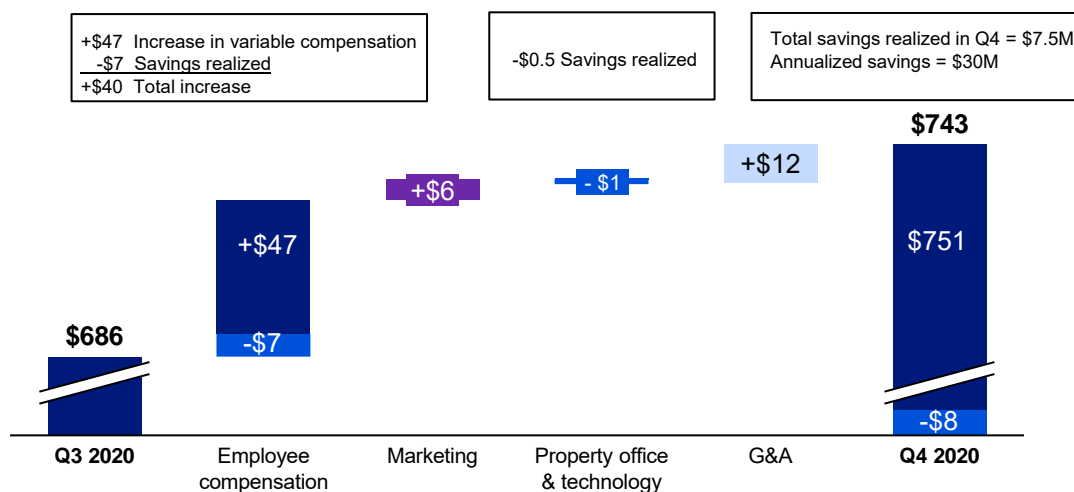 +$47 Increase in variable compensation
-$7 Savings realized
+$40 Total increase
-$0.5 Savings realized
Total savings realized in Q4 = $7.5M
Annualized savings = $30M
$686
+$47
-$7
+$6
- $1
+$12
$743
$751
-$8
Q3 2020
Employee
compensation
Marketing
Property office
& technology
G&A
Q4 2020